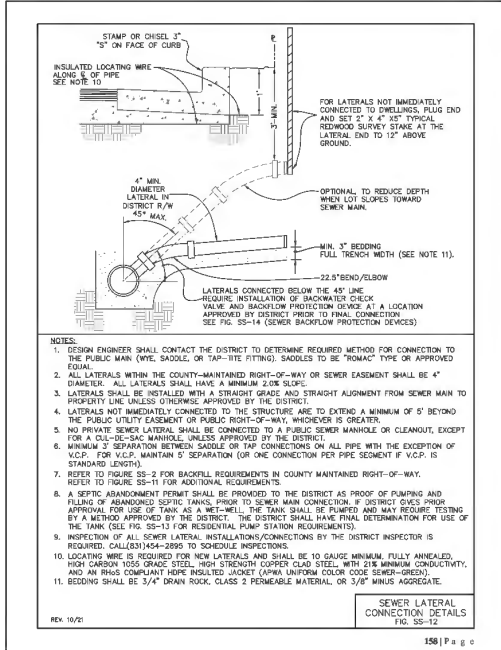 STAMP OR CHISEL 3"
"S" ON FACE OF CURB
INSULATED LOCATING WIRE
ALONG ℄ OF PIPE
SEE NOTE 10
1'
3' MIN.
FOR LATERALS NOT IMMEDIATELY
CONNECTED TO DWELLINGS, PLUG END
AND SET 2" X 4" X5" TYPICAL
REDWOOD SURVEY STAKE AT THE
LATERAL END TO 12" ABOVE
GROUND.
4" MIN.
DIAMETER
LATERAL IN
DISTRICT R/W
45° MAX.
OPTIONAL, TO REDUCE DEPTH
WHEN LOT SLOPES TOWARD
SEWER MAIN.
MIN. 3" BEDDING
FULL TRENCH WIDTH (SEE NOTE 11).
22.5°BEND/ELBOW
LATERALS CONNECTED BELOW THE 45° LINE
REQUIRE INSTALLATION OF BACKWATER CHECK
VALVE AND BACKFLOW PROTECTION DEVICE AT A LOCATION
APPROVED BY DISTRICT PRIOR TO FINAL CONNECTION
SEE FIG. SS-14 (SEWER BACKFLOW PROTECTION DEVICES)
NOTES:
1. DESIGN ENGINEER SHALL CONTACT THE DISTRICT TO DETERMINE REQUIRED METHOD FOR CONNECTION TO
THE PUBLIC MAIN (WYE, SADDLE, OR TAP-TITE FITTING). SADDLES TO BE "ROMAC" TYPE OR APPROVED
EQUAL.
2. ALL LATERALS WITHIN THE COUNTY-MAINTAINED RIGHT-OF-WAY OR SEWER EASEMENT SHALL BE 4"
DIAMETER. ALL LATERALS SHALL HAVE A MINIMUM 2.0% SLOPE.
3. LATERALS SHALL BE INSTALLED WITH A STRAIGHT GRADE AND STRAIGHT ALIGNMENT FROM SEWER MAIN TO
PROPERTY LINE UNLESS OTHERWISE APPROVED BY THE DISTRICT.
4. LATERALS NOT IMMEDIATELY CONNECTED TO THE STRUCTURE ARE TO EXTEND A MINIMUM OF 5' BEYOND
THE PUBLIC UTILITY EASEMENT OR PUBLIC RIGHT-OF-WAY, WHICHEVER IS GREATER.
5. NO PRIVATE SEWER LATERAL SHALL BE CONNECTED TO A PUBLIC SEWER MANHOLE OR CLEANOUT, EXCEPT
FOR A CUL-DE-SAC MANHOLE, UNLESS APPROVED BY THE DISTRICT.
6. MINIMUM OF 3' SEPARATION BETWEEN SADDLE OR TAP CONNECTIONS ON ALL PIPE WITH THE EXCEPTION OF
V.C.P. FOR V.C.P. MAINTAIN 5' SEPARATION (OR ONE CONNECTION PER PIPE SEGMENT IF V.C.P. IS
STANDARD LENGTH).
7. REFER TO FIGURE SS-2 FOR BACKFILL REQUIREMENTS IN COUNTY MAINTAINED RIGHT-OF-WAY.
REFER TO FIGURE SS-11 FOR ADDITIONAL REQUIREMENTS.
8. A SEPTIC ABANDONMENT PERMIT SHALL BE PROVIDED TO THE DISTRICT AS PROOF OF PUMPING AND
FILLING OF ABANDONED SEPTIC TANKS, PRIOR TO SEWER MAIN CONNECTION. IF DISTRICT GIVES PRIOR
APPROVAL FOR USE OF TANK AS A WET-WELL, THE TANK SHALL BE PUMPED AND MAY REQUIRE TESTING
BY A METHOD APPROVED BY THE DISTRICT. THE DISTRICT SHALL HAVE FINAL DETERMINATION FOR USE OF
THE TANK (SEE FIG. SS-13 FOR RESIDENTIAL PUMP STATION REQUIREMENTS).
9. INSPECTION OF ALL SEWER LATERAL INSTALLATIONS/CONNECTIONS BY THE DISTRICT INSPECTOR IS
REQUIRED. CALL(831)454-2895 TO SCHEDULE INSPECTIONS.
10. LOCATING WIRE IS REQUIRED FOR NEW LATERALS AND SHALL BE 10 GAUGE MINIMUM, FULLY ANNEALED,
HIGH CARBON 1055 GRADE STEEL, HIGH STRENGTH COPPER CLAD STEEL, WITH 21% MINIMUM CONDUCTIVITY,
AND AN RHoS COMPLIANT HDPE INSULTED JACKET (APWA UNIFORM COLOR CODE SEWER-GREEN).
11. BEDDING SHALL BE 3/4" DRAIN ROCK, CLASS 2 PERMEABLE MATERIAL, OR 3/8" MINUS AGGREGATE.
REV. 10/21
SEWER LATERAL
CONNECTION DETAILS
FIG. SS-12
158 | P a g e